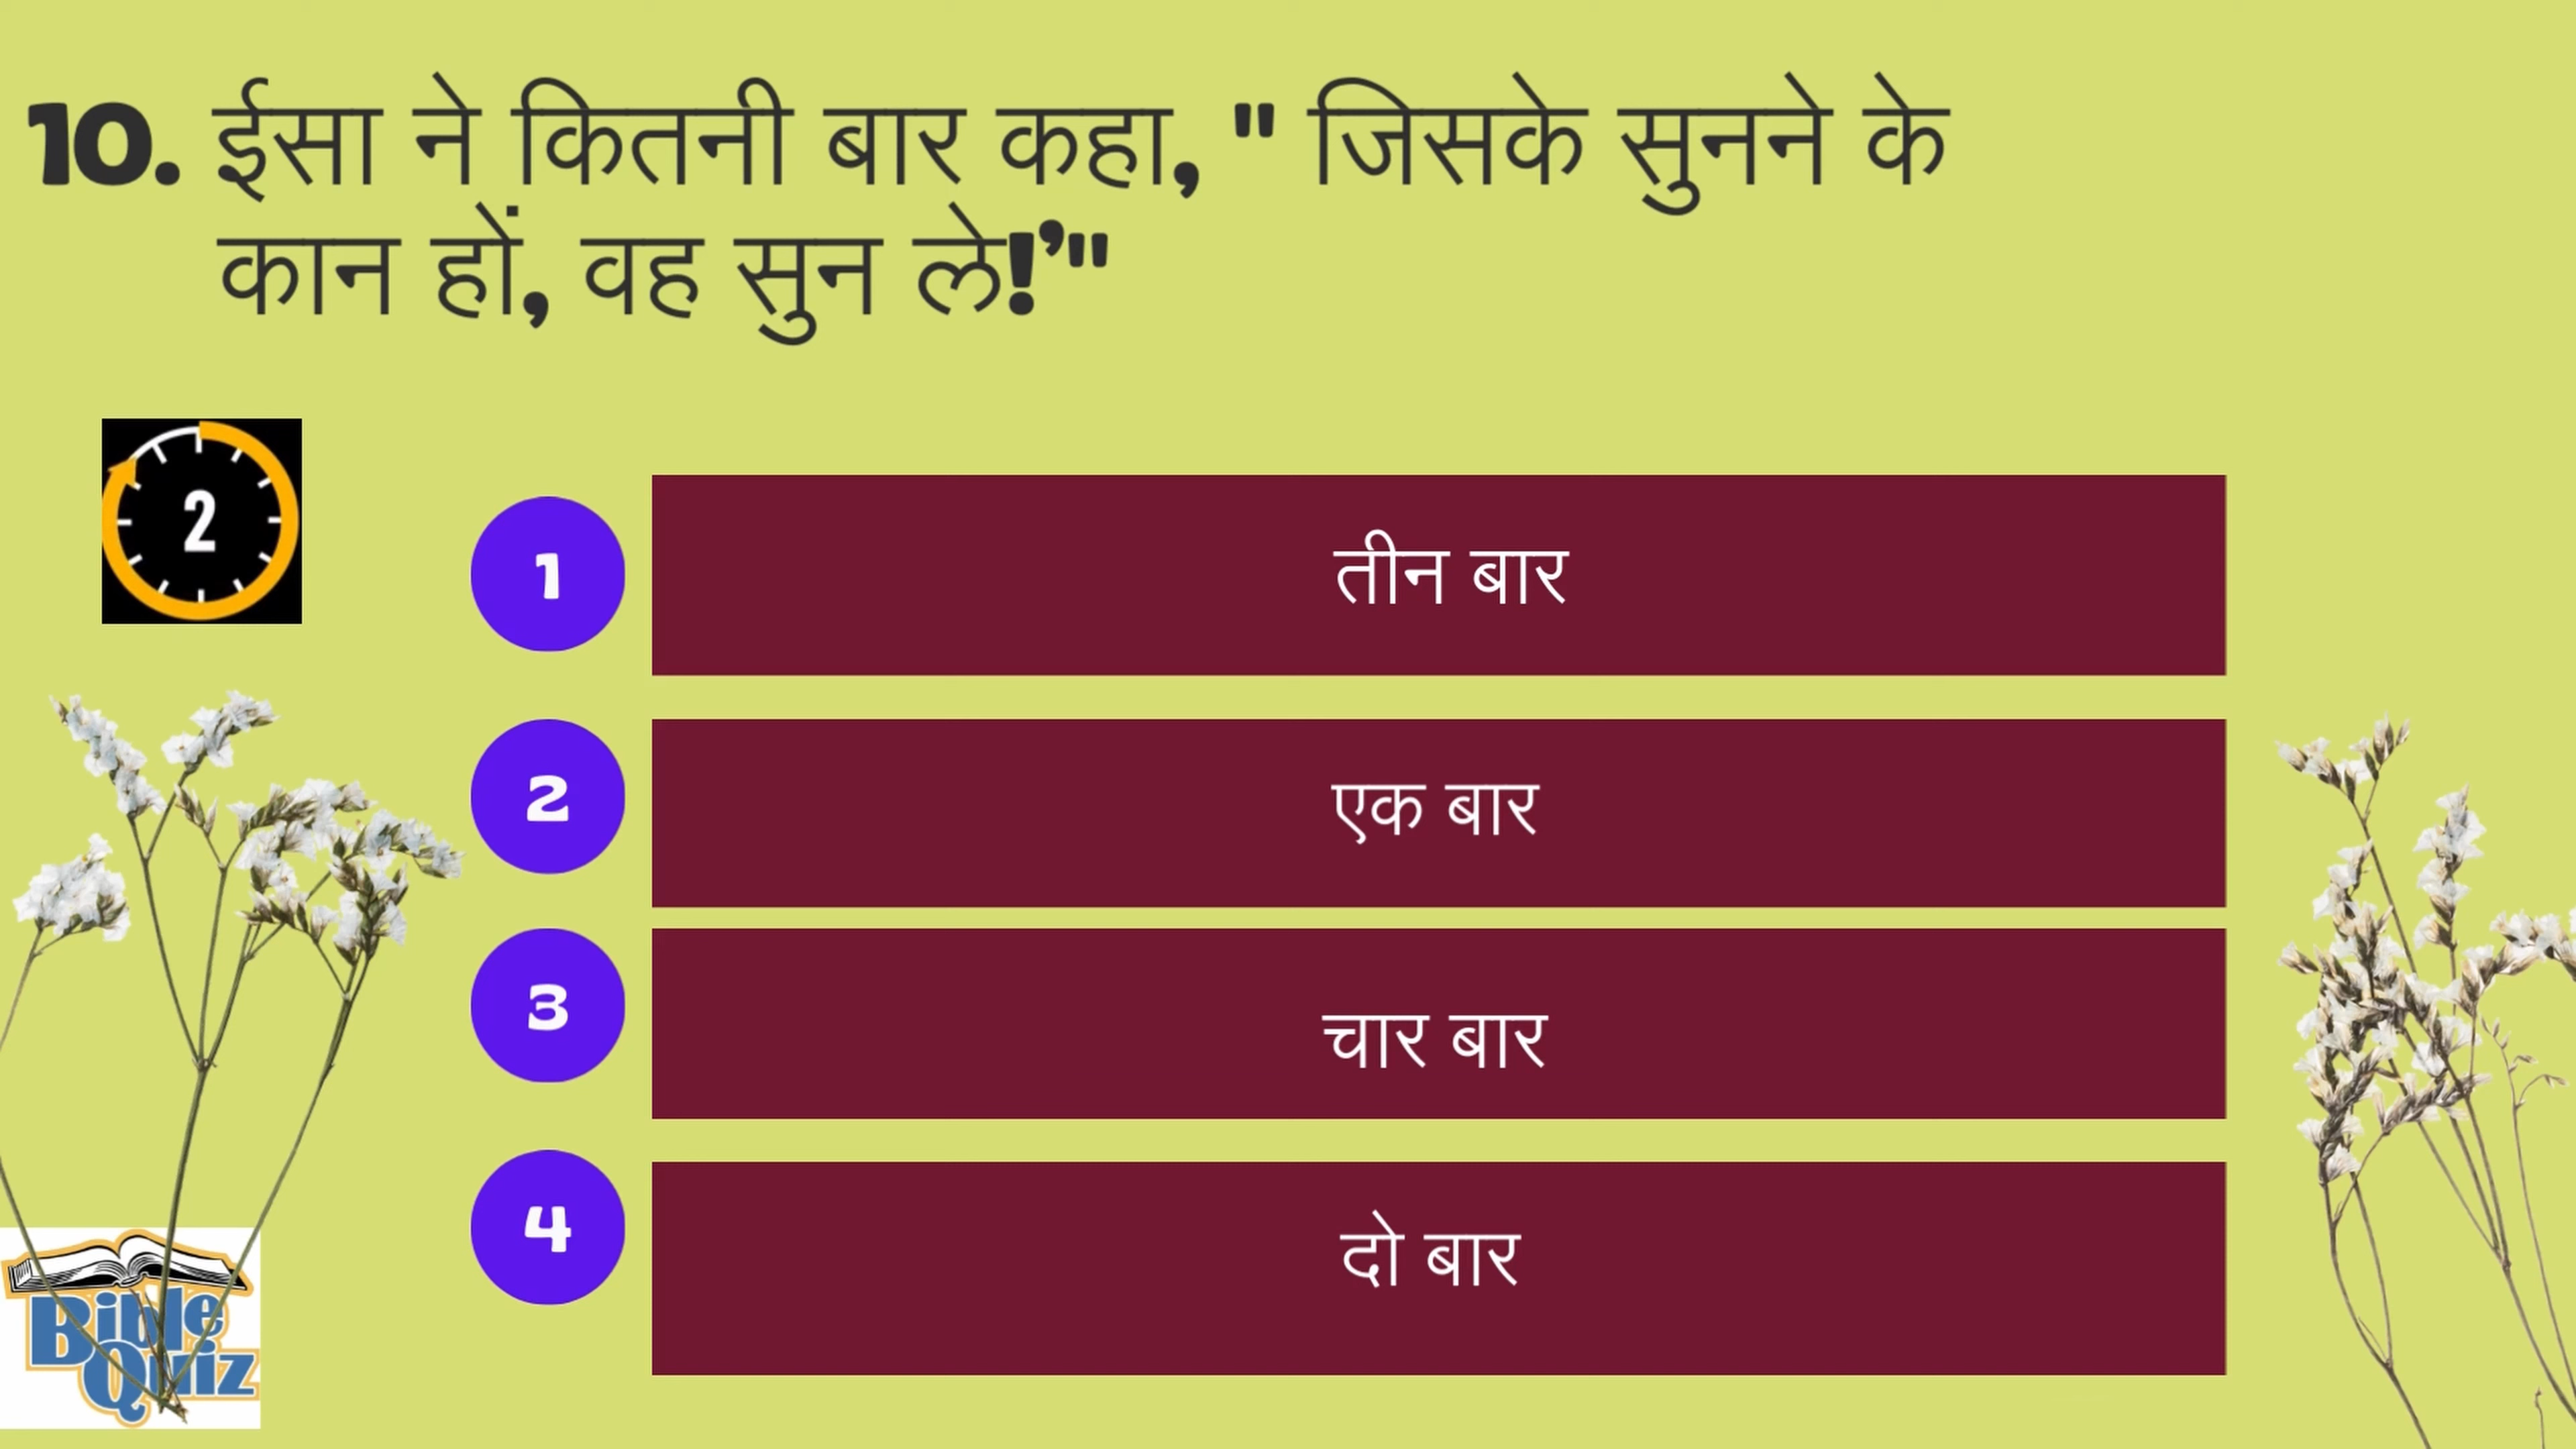 10. ईसा ने कितनी बार कहा, " जिसके सुनने के
कान हों, वह सुन ले!’"
2
1
तीन बार
2
एक बार
3
चार बार
4
दो बार
Bible
Quiz